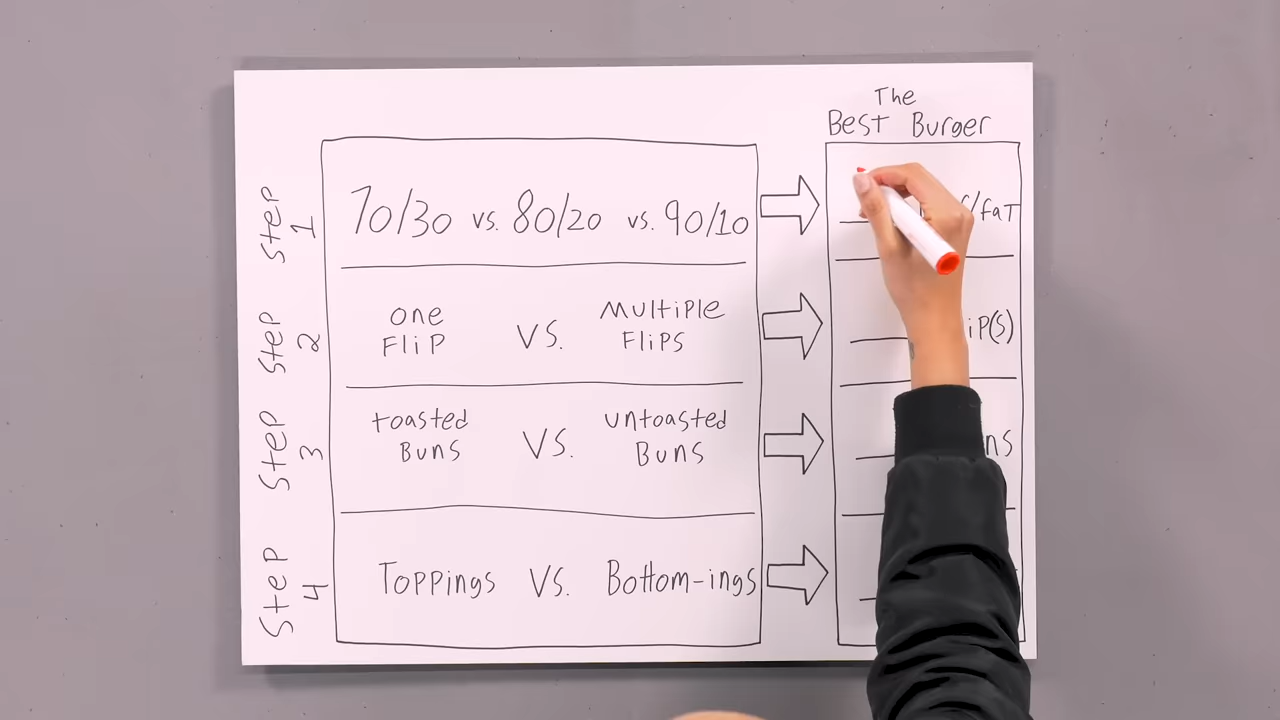 The
Best Burger
Step 1
70/30 vs. 80/20 vs. 90/10
/faT
Step 2
one FliP VS. MultiPle FliPS
iP(S)
Step 3
toasted Buns VS. untoasted Buns
ns
Step 4
Toppings VS. Bottom-ings